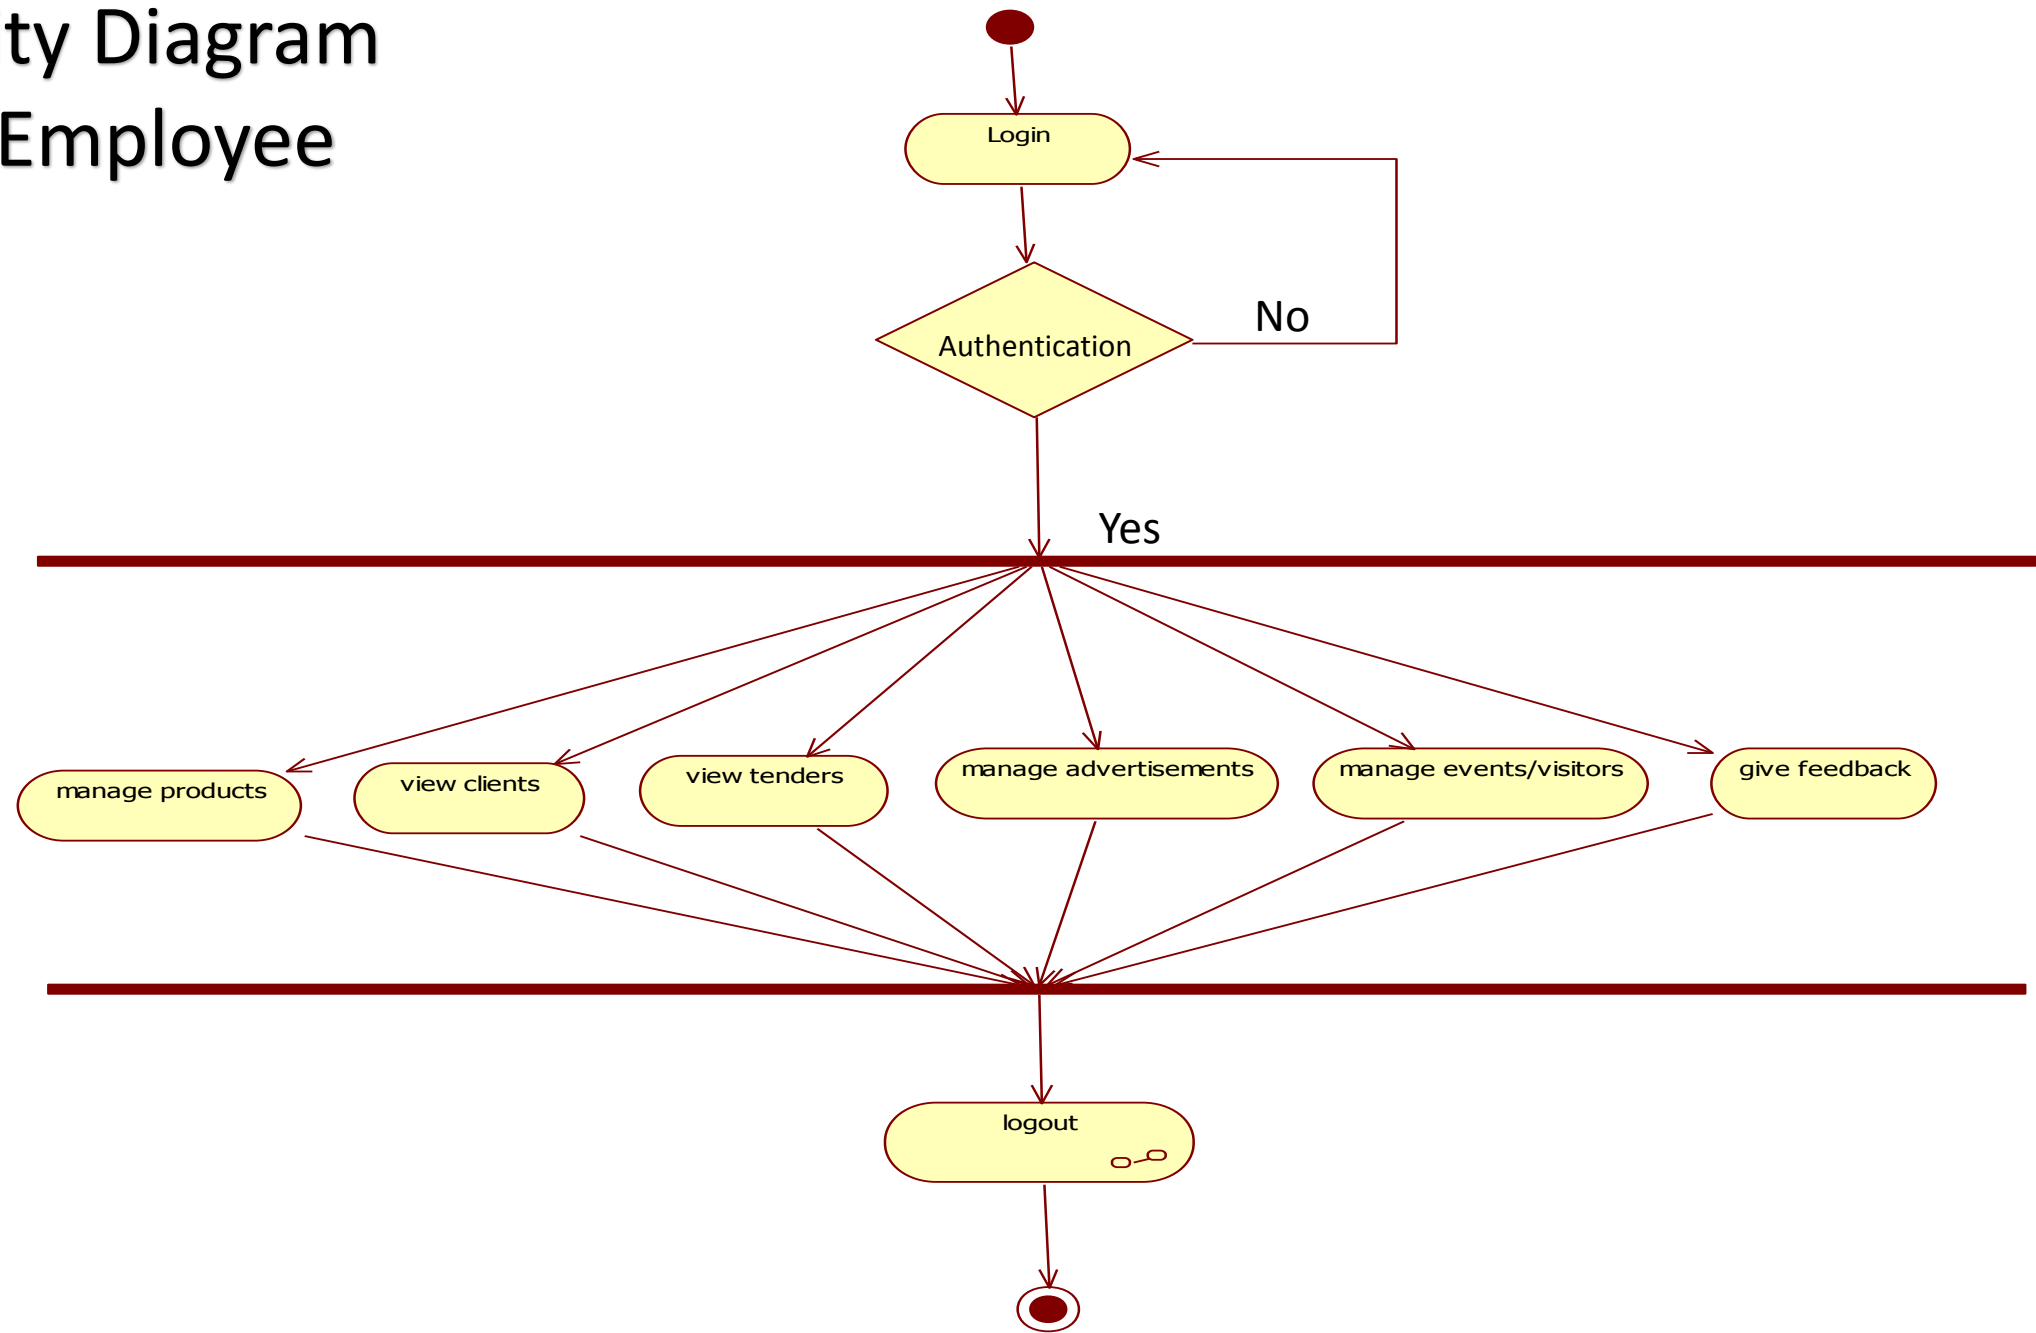 ty Diagram
Employee
Login
Authentication
No
Yes
manage products
view clients
view tenders
manage advertisements
manage events/visitors
give feedback
logout